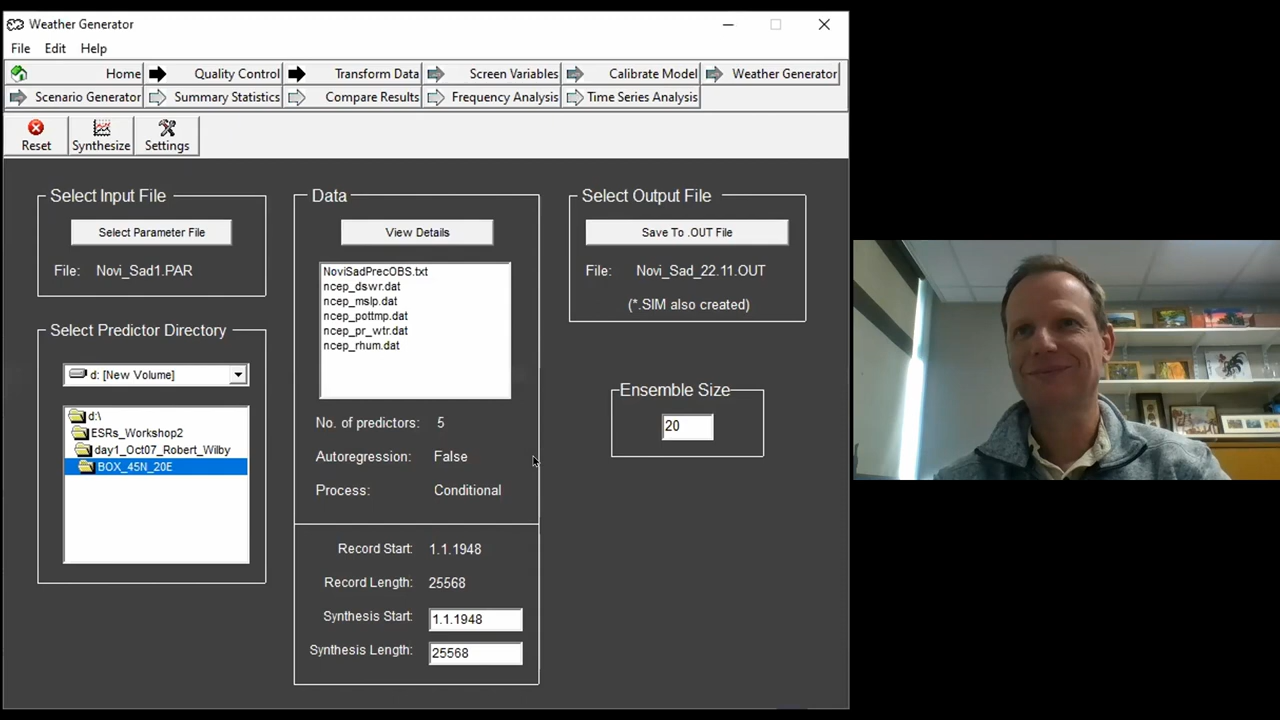 Weather Generator
File Edit Help
Home Quality Control Transform Data Screen Variables Calibrate Model Weather Generator
Scenario Generator Summary Statistics Compare Results Frequency Analysis Time Series Analysis
Reset Synthesize Settings
Select Input File
Select Parameter File
File: Novi_Sad1.PAR
Select Predictor Directory
d: [New Volume]
d:\
ESRs_Workshop2
day1_Oct07_Robert_Wilby
BOX_45N_20E
Data
View Details
NoviSadPrecOBS.txt
ncep_dswr.dat
ncep_mslp.dat
ncep_pottmp.dat
ncep_pr_wtr.dat
ncep_rhum.dat
No. of predictors: 5
Autoregression: False
Process: Conditional
Record Start: 1.1.1948
Record Length: 25568
Synthesis Start: 1.1.1948
Synthesis Length: 25568
Select Output File
Save To .OUT File
File: Novi_Sad_22.11.OUT
(*.SIM also created)
Ensemble Size
20